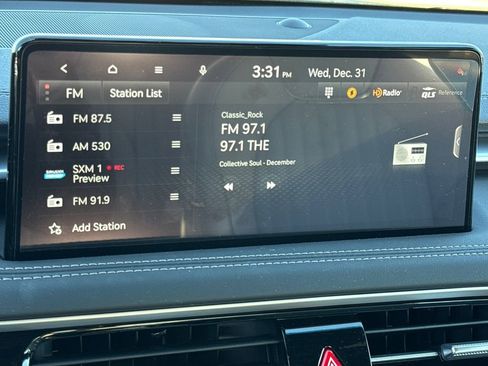 3:31 PM Wed, Dec. 31
FM Station List HD Radio QLS Reference
FM 87.5
AM 530
SXM 1 REC
Preview
FM 91.9
Add Station
Classic_Rock
FM 97.1
97.1 THE
Collective Soul - December